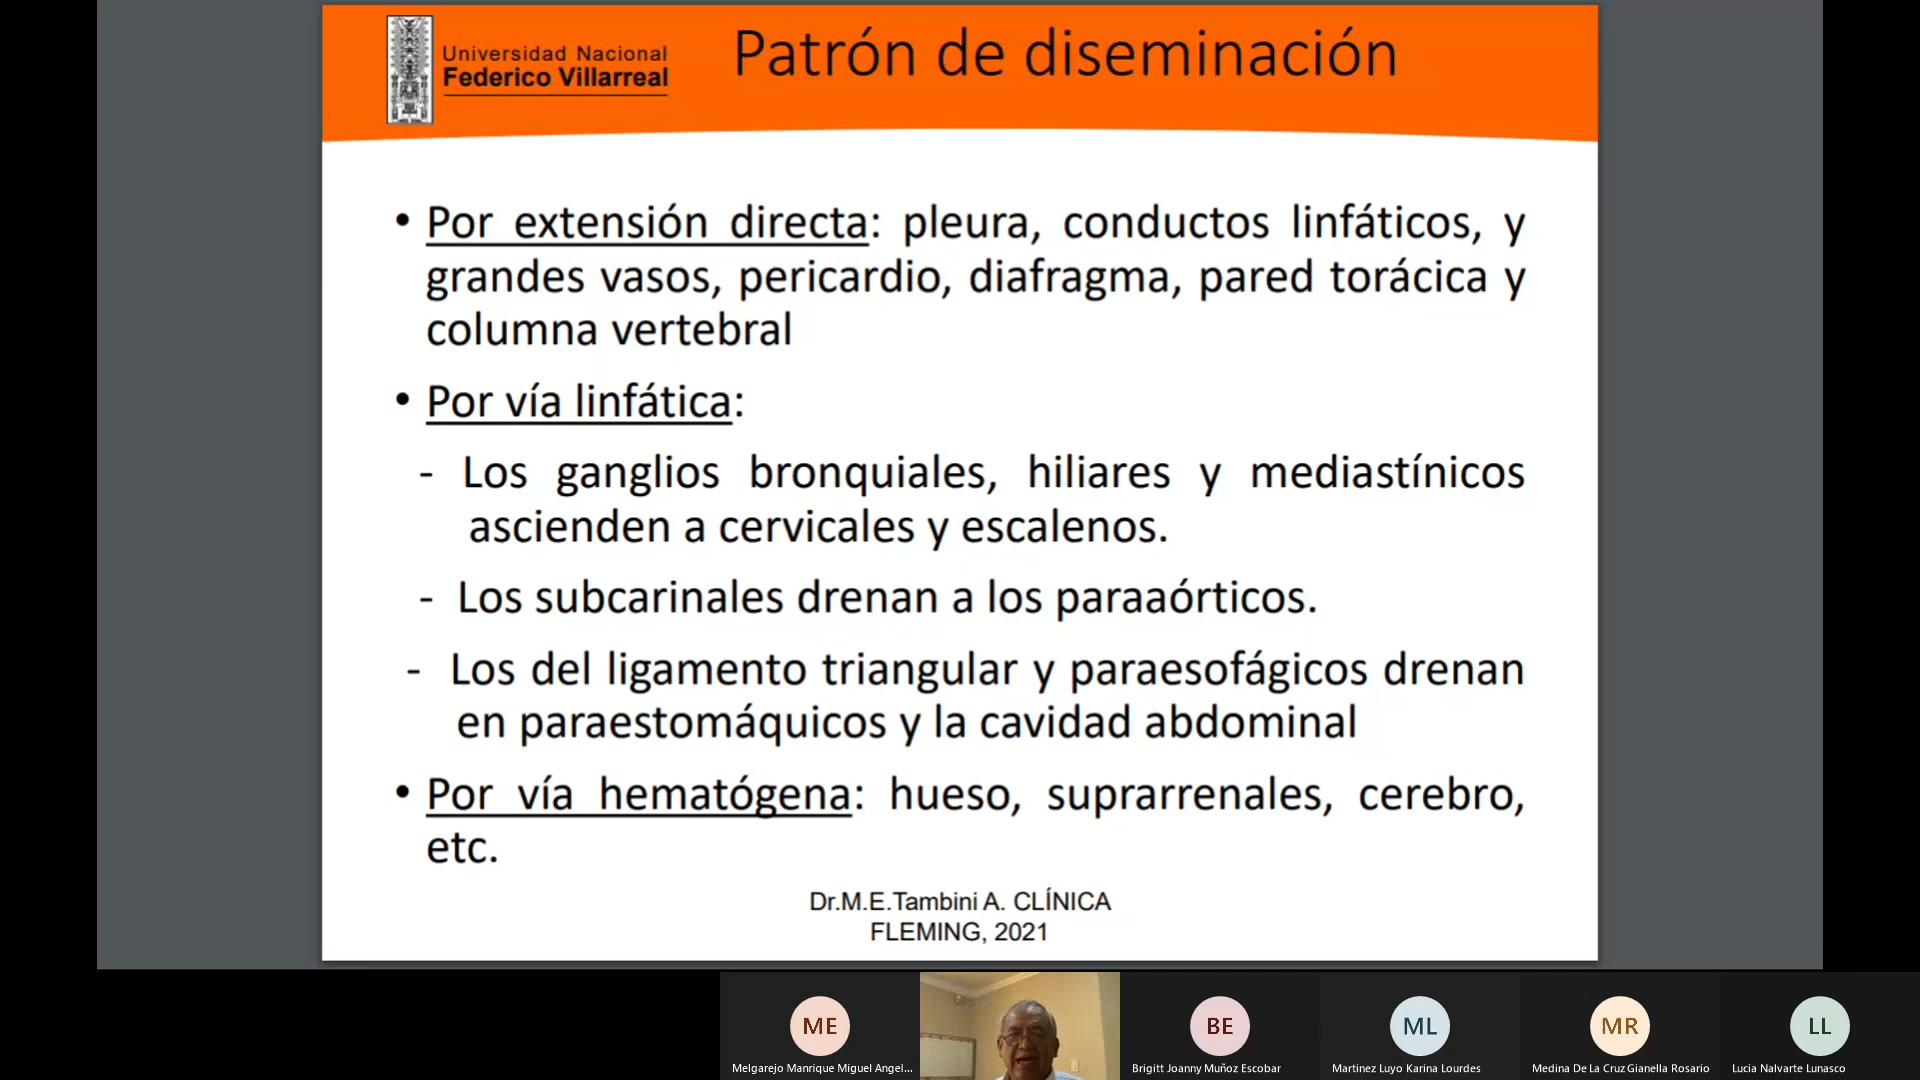 Universidad Nacional
Federico Villarreal
Patrón de diseminación
• Por extensión directa: pleura, conductos linfáticos, y
grandes vasos, pericardio, diafragma, pared torácica y
columna vertebral
• Por vía linfática:
- Los ganglios bronquiales, hiliares y mediastínicos
ascienden a cervicales y escalenos.
- Los subcarinales drenan a los paraaórticos.
- Los del ligamento triangular y paraesofágicos drenan
en paraestomáquicos y la cavidad abdominal
• Por vía hematógena: hueso, suprarrenales, cerebro,
etc.
Dr.M.E.Tambini A. CLÍNICA
FLEMING, 2021
ME
BE
ML
MR
LL
Melgarejo Manrique Miguel Angel...
Brigitt Joanny Muñoz Escobar
Martinez Luyo Karina Lourdes
Medina De La Cruz Gianella Rosario
Lucia Nalvarte Lunasco